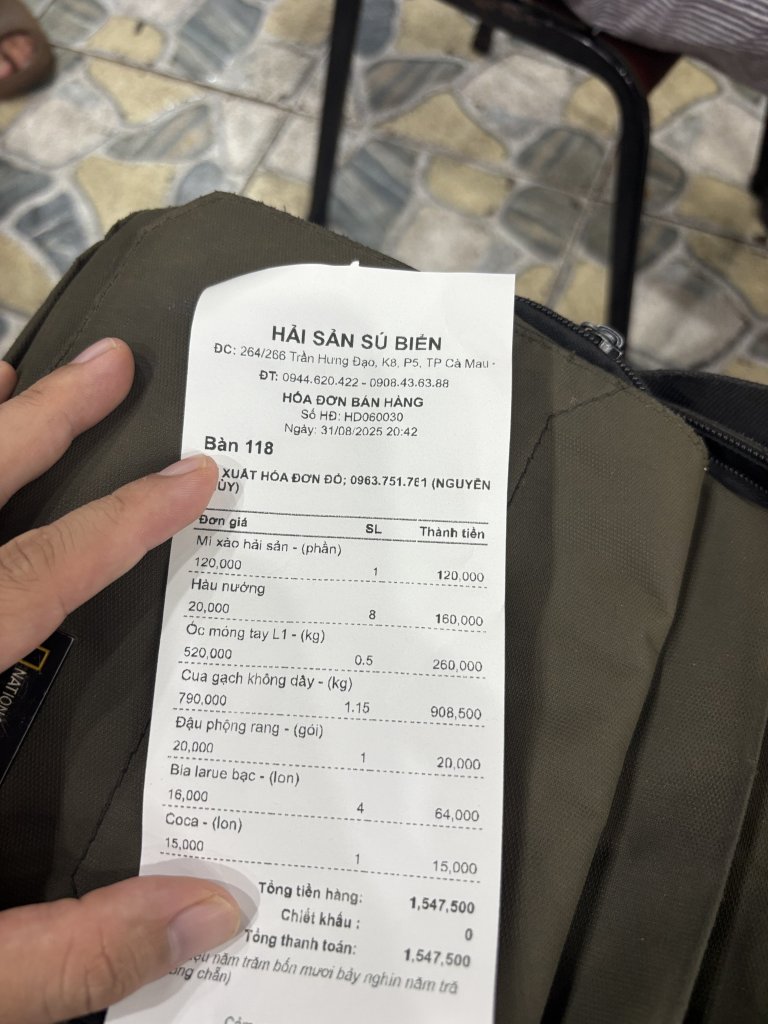 HẢI SẢN SÚ BIỂN
ĐC: 264/266 Trần Hưng Đạo, K8, P5, TP Cà Mau -
ĐT: 0944.620.422 - 0908.43.63.88
HÓA ĐƠN BÁN HÀNG
Số HĐ: HD060030
Ngày: 31/08/2025 20:42
Bàn 118
XUẤT HÓA ĐƠN ĐỎ; 0963.751.761 (NGUYÊN
Đơn giá SL Thành tiền
Mì xào hải sản - (phần)
120,000 1 120,000
Hàu nướng
20,000 8 160,000
Ốc móng tay L1 - (kg)
520,000 0.5 260,000
Cua gạch không dây - (kg)
790,000 1.15 908,500
Đậu phộng rang - (gói)
20,000 1 20,000
Bia larue bạc - (lon)
16,000 4 64,000
Coca - (lon)
15,000 1 15,000
Tổng tiền hàng: 1,547,500
Chiết khấu : 0
Tổng thanh toán: 1,547,500
năm trăm bốn mươi bảy nghìn năm tră
chẵn)